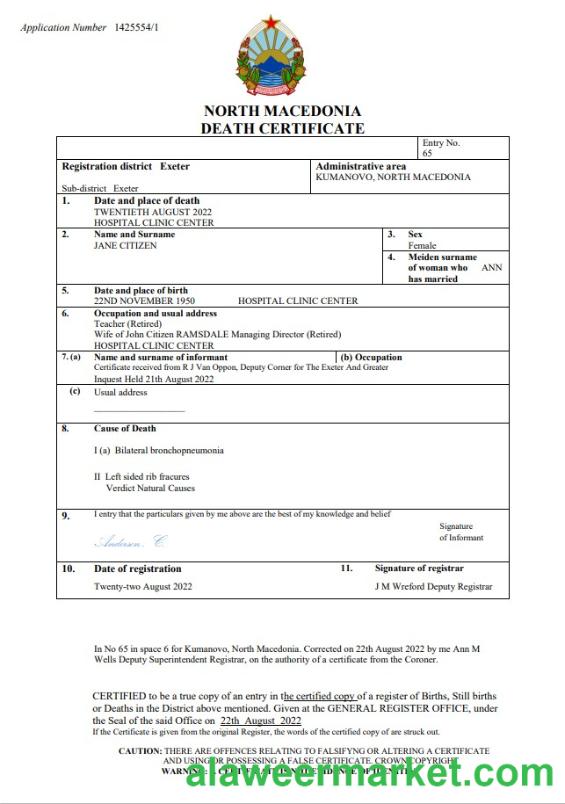 Application Number 1425554/1
NORTH MACEDONIA
DEATH CERTIFICATE
Entry No.
65
Registration district Exeter
Sub-district Exeter
Administrative area
KUMANOVO, NORTH MACEDONIA
1. Date and place of death
TWENTIETH AUGUST 2022
HOSPITAL CLINIC CENTER
2. Name and Surname
JANE CITIZEN
3. Sex
Female
4. Meiden surname
of woman who ANN
has married
5. Date and place of birth
22ND NOVEMBER 1950 HOSPITAL CLINIC CENTER
6. Occupation and usual address
Teacher (Retired)
Wife of John Citizen RAMSDALE Managing Director (Retired)
HOSPITAL CLINIC CENTER
7. (a) Name and surname of informant (b) Occupation
Certificate received from R J Van Oppon, Deputy Corner for The Exeter And Greater
Inquest Held 21th August 2022
(c) Usual address
8. Cause of Death
I (a) Bilateral bronchopneumonia
II Left sided rib fracures
Verdict Natural Causes
9. I entry that the particulars given by me above are the best of my knowledge and belief
Anderson. C
Signature
of Informant
10. Date of registration 11. Signature of registrar
Twenty-two August 2022 J M Wreford Deputy Registrar
In No 65 in space 6 for Kumanovo, North Macedonia. Corrected on 22th August 2022 by me Ann M
Wells Deputy Superintendent Registrar, on the authority of a certificate from the Coroner.
CERTIFIED to be a true copy of an entry in the certified copy of a register of Births, Still births
or Deaths in the District above mentioned. Given at the GENERAL REGISTER OFFICE, under
the Seal of the said Office on 22th August 2022
If the Certificate is given from the original Register, the words of the certified copy of are struck out.
CAUTION: THERE ARE OFFENCES RELATING TO FALSIFYNG OR ALTERING A CERTIFICATE
AND USING OR POSSESSING A FALSE CERTIFICATE. CROWN COPYRIGHT
WARNING: A CERTIFICATE IS NOT EVIDENCE OF IDENTITY
alaweermarket.com